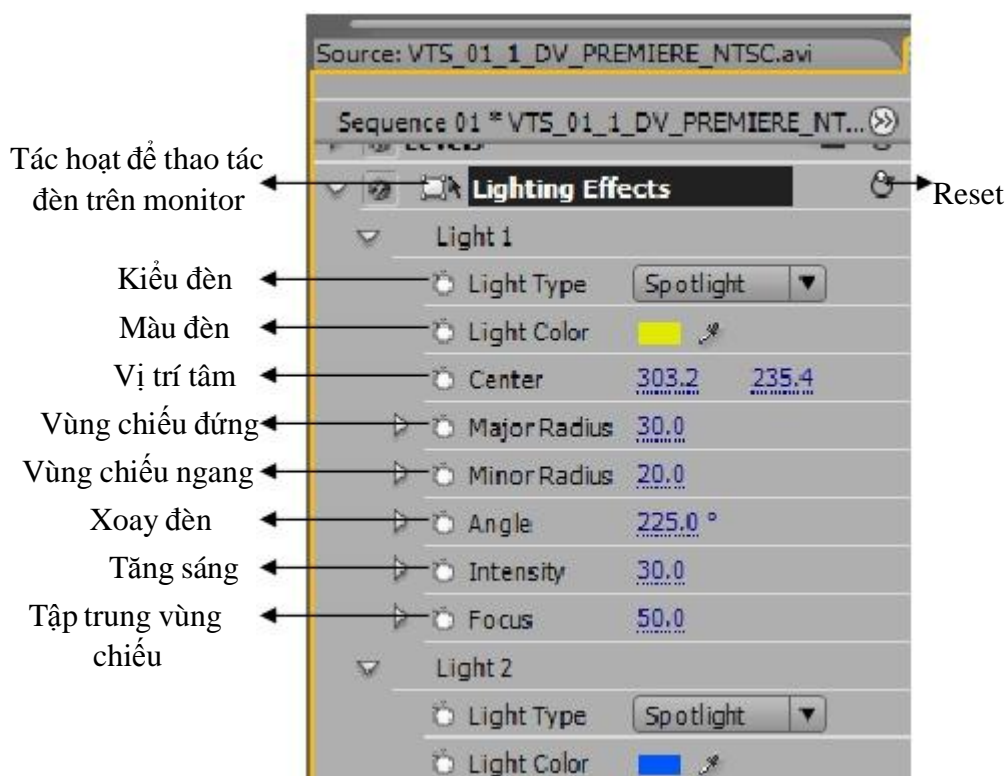 Source: VTS_01_1_DV_PREMIERE_NTSC.avi
Sequence 01 * VTS_01_1_DV_PREMIERE_NT...
Tác hoạt để thao tác
đèn trên monitor
Lighting Effects
Reset
Light 1
Kiểu đèn
Light Type
Spotlight
Màu đèn
Light Color
Vị trí tâm
Center
303.2
235.4
Vùng chiếu đứng
Major Radius
30.0
Vùng chiếu ngang
Minor Radius
20.0
Xoay đèn
Angle
225.0 °
Tăng sáng
Intensity
30.0
Tập trung vùng
chiếu
Focus
50.0
Light 2
Light Type
Spotlight
Light Color